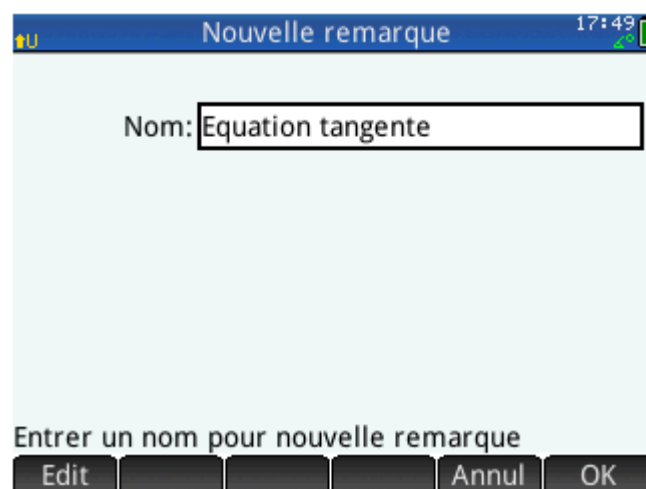 ↑U Nouvelle remarque 17:49
Nom: Equation tangente
Entrer un nom pour nouvelle remarque
Edit Annul OK